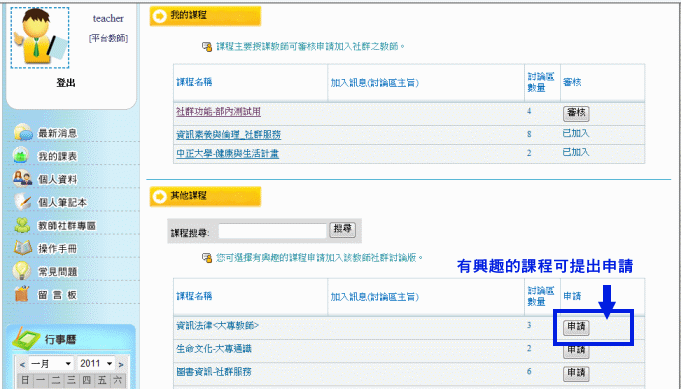 teacher
[平台教師]
登出
最新消息
我的課表
個人資料
個人筆記本
教師社群專區
操作手冊
常見問題
留 言 板
行事曆
< 一月 2011 >
日 一 二 三 四 五 六
我的課程
課程主要授課教師可審核申請加入社群之教師。
課程名稱 加入訊息(討論區主旨) 討論區數量 審核
社群功能-部內測試用 4 審核
資訊素養與倫理_社群服務 8 已加入
中正大學-健康與生活計畫 2 已加入
其他課程
課程搜尋: 搜尋
您可選擇有興趣的課程申請加入該教師社群討論版。
有興趣的課程可提出申請
課程名稱 加入訊息(討論區主旨) 討論區數量 申請
資訊法律<大專教師> 3 申請
生命文化-大專通識 2 申請
圖書資訊-社群服務 6 申請